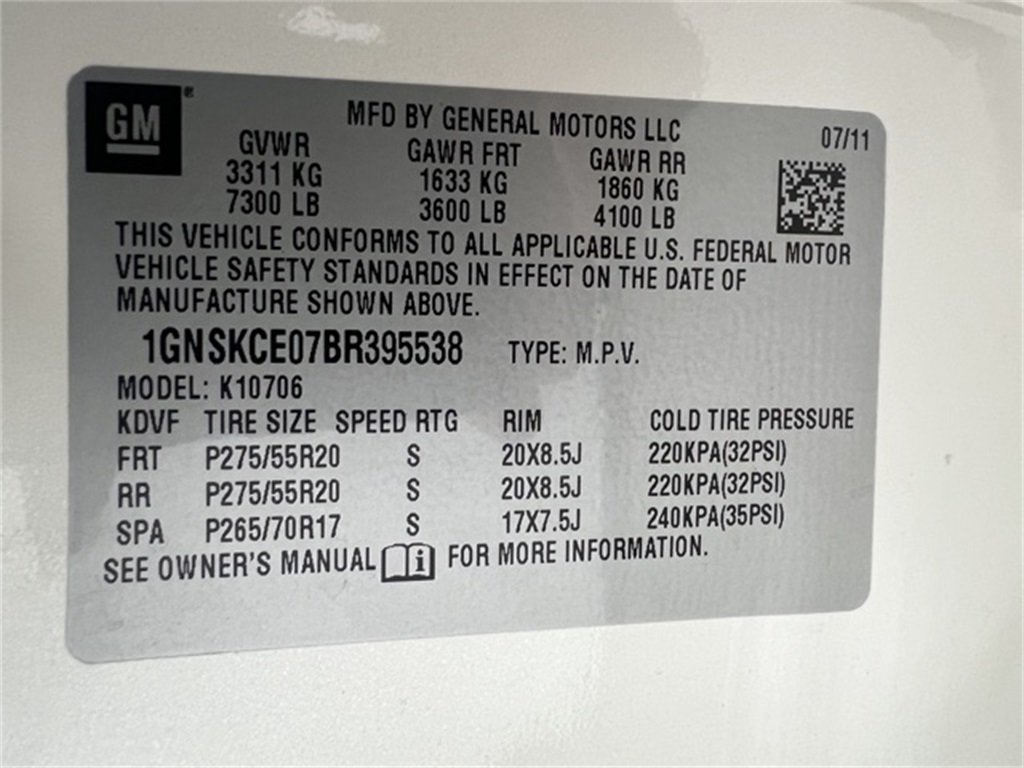 GM®
MFD BY GENERAL MOTORS LLC 07/11
GVWR GAWR FRT GAWR RR
3311 KG 1633 KG 1860 KG
7300 LB 3600 LB 4100 LB
THIS VEHICLE CONFORMS TO ALL APPLICABLE U.S. FEDERAL MOTOR
VEHICLE SAFETY STANDARDS IN EFFECT ON THE DATE OF
MANUFACTURE SHOWN ABOVE.
1GNSKCE07BR395538 TYPE: M.P.V.
MODEL: K10706
KDVF TIRE SIZE SPEED RTG RIM COLD TIRE PRESSURE
FRT P275/55R20 S 20X8.5J 220KPA(32PSI)
RR P275/55R20 S 20X8.5J 220KPA(32PSI)
SPA P265/70R17 S 17X7.5J 240KPA(35PSI)
SEE OWNER'S MANUAL i FOR MORE INFORMATION.